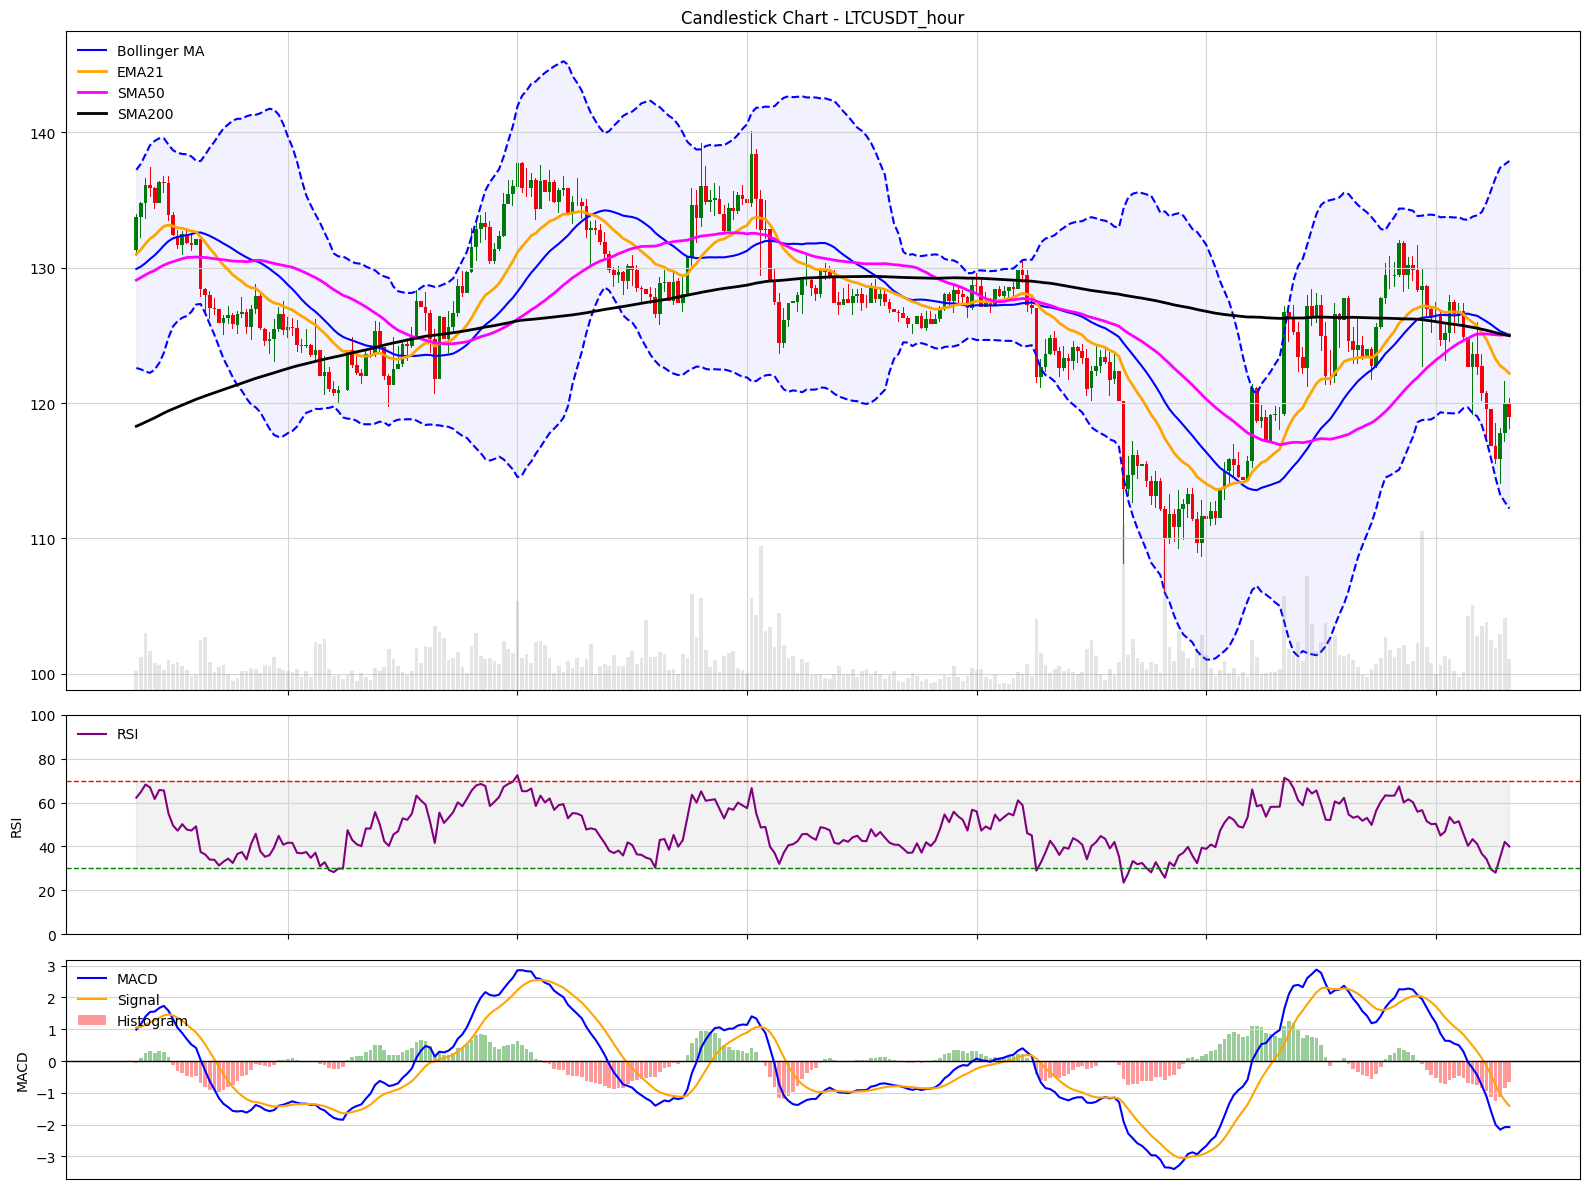 Candlestick Chart - LTCUSDT_hour
Bollinger MA
EMA21
SMA50
SMA200
140
130
120
110
100
100
80
60
40
20
0
RSI
RSI
3
2
1
0
−1
−2
−3
MACD
MACD
Signal
Histogram